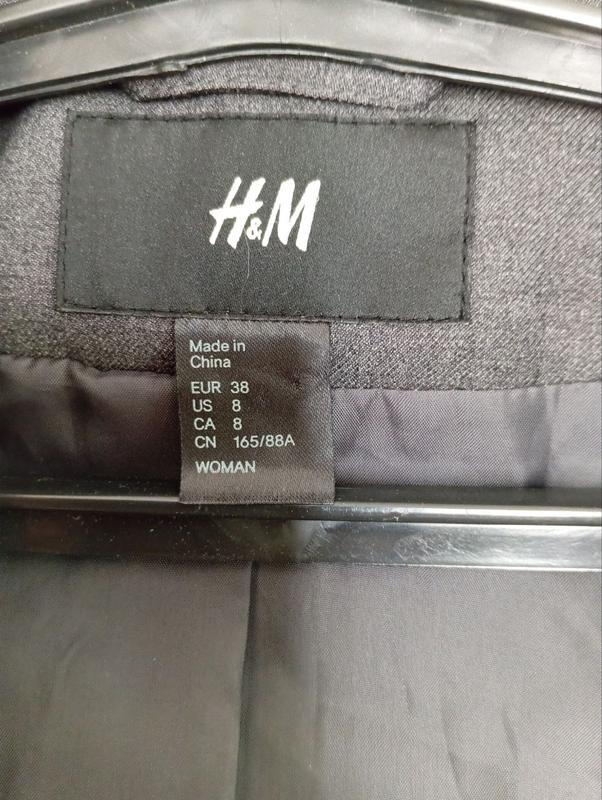 H&M
Made in
China
EUR 38
US 8
CA 8
CN 165/88A
WOMAN